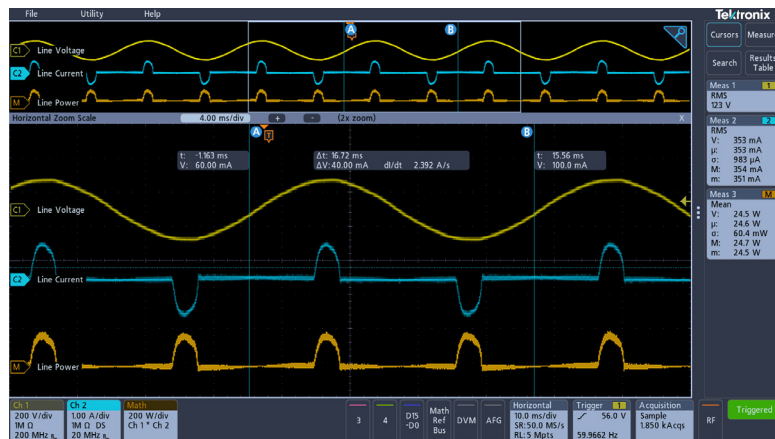 File Utility Help
Tektronix
Cursors Measure
Search Results Table
C1 Line Voltage
C2 Line Current
M Line Power
A
B
Horizontal Zoom Scale 4.00 ms/div + - (2x zoom) X
A T B
t: -1.163 ms
V: 60.00 mA
Δt: 16.72 ms
ΔV: 40.00 mA dI/dt 2.392 A/s
t: 15.56 ms
V: 100.0 mA
C1 Line Voltage
C2 Line Current
M Line Power
Meas 1 1
RMS
123 V
Meas 2 2
RMS
V: 353 mA
μ: 353 mA
σ: 983 μA
M: 354 mA
m: 351 mA
Meas 3 M
Mean
V: 24.5 W
μ: 24.6 W
σ: 60.4 mW
M: 24.7 W
m: 24.5 W
Ch 1
200 V/div
1M Ω
200 MHz
Ch 2
1.00 A/div
1M Ω DS
20 MHz
Math
200 W/div
Ch 1 * Ch 2
3
4
D15
-D0
Math
Ref
Bus
DVM
AFG
Horizontal
10.0 ms/div
SR: 50.0 MS/s
RL: 5 Mpts
Trigger 1
56.0 V
59.9662 Hz
Acquisition
Sample
1.850 kAcqs
RF
Triggered